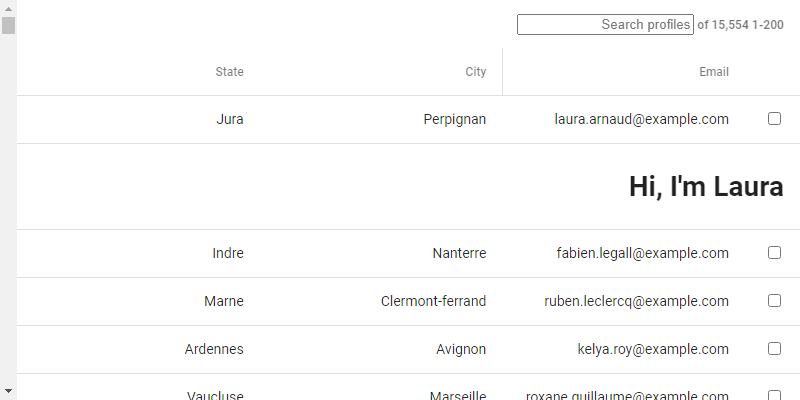 Search profiles of 15,554 1-200
State City Email
Jura Perpignan laura.arnaud@example.com
Hi, I'm Laura
Indre Nanterre fabien.legall@example.com
Marne Clermont-ferrand ruben.leclercq@example.com
Ardennes Avignon kelya.roy@example.com
Vaucluse Marseille roxane.guillaume@example.com